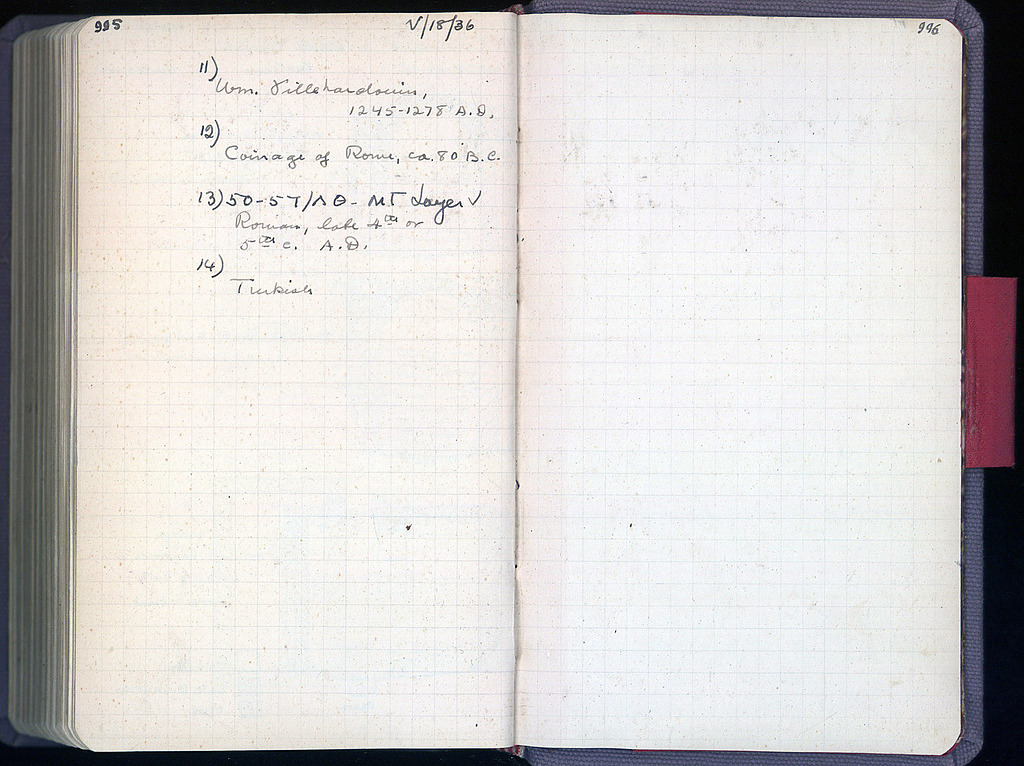 995
V/18/36
11)
Wm. Villehardouin,
1245-1278 A.D.
12)
Coinage of Rome, ca. 80 B.C.
13) 50-57/ΛΘ - ΜΓ Layer ✓
Roman, late 4th or
5th c. A.D.
14)
Turkish
996